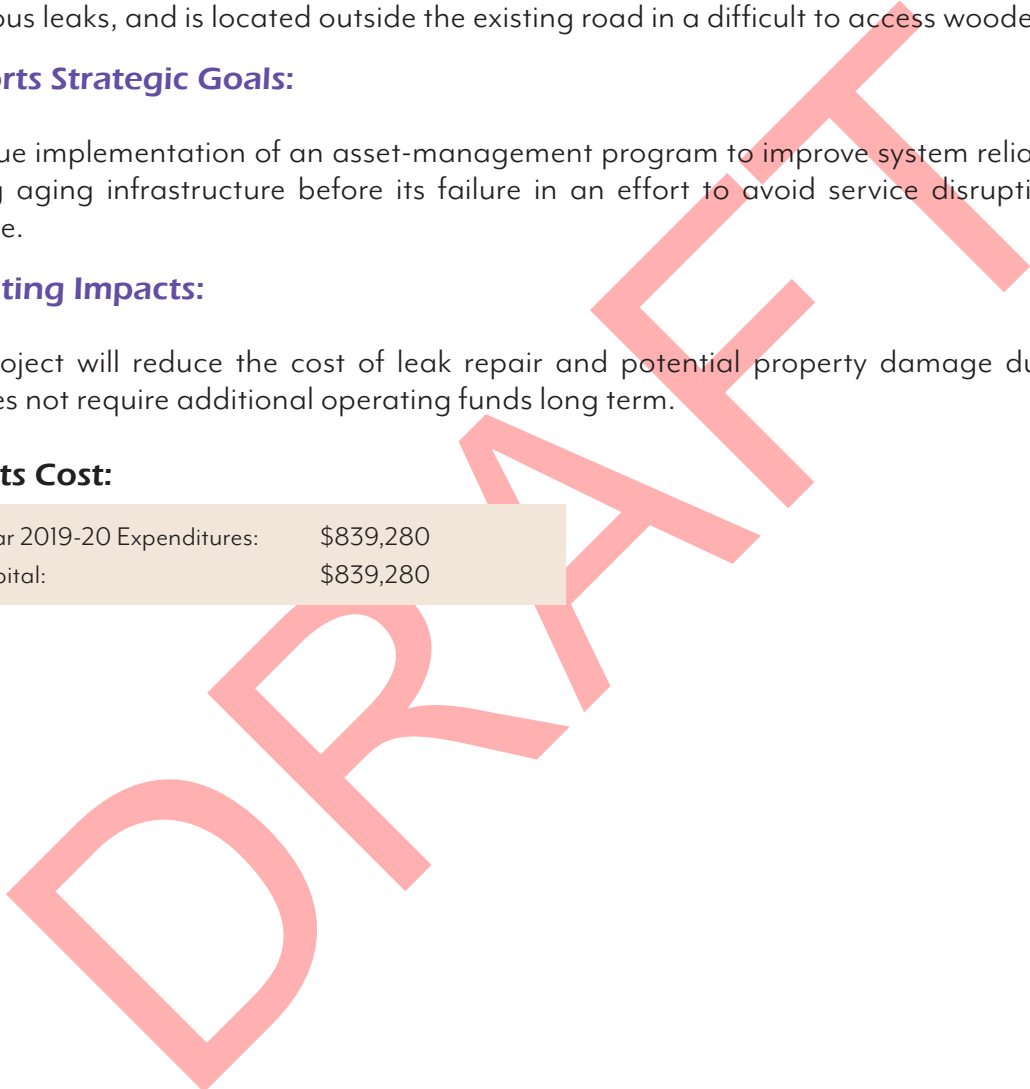 ous leaks, and is located outside the existing road in a difficult to access woode
orts Strategic Goals:
ue implementation of an asset-management program to improve system relia
g aging infrastructure before its failure in an effort to avoid service disrupti
e.
ting Impacts:
oject will reduce the cost of leak repair and potential property damage du
es not require additional operating funds long term.
ts Cost:
ar 2019-20 Expenditures: $839,280
pital: $839,280
DRAFT